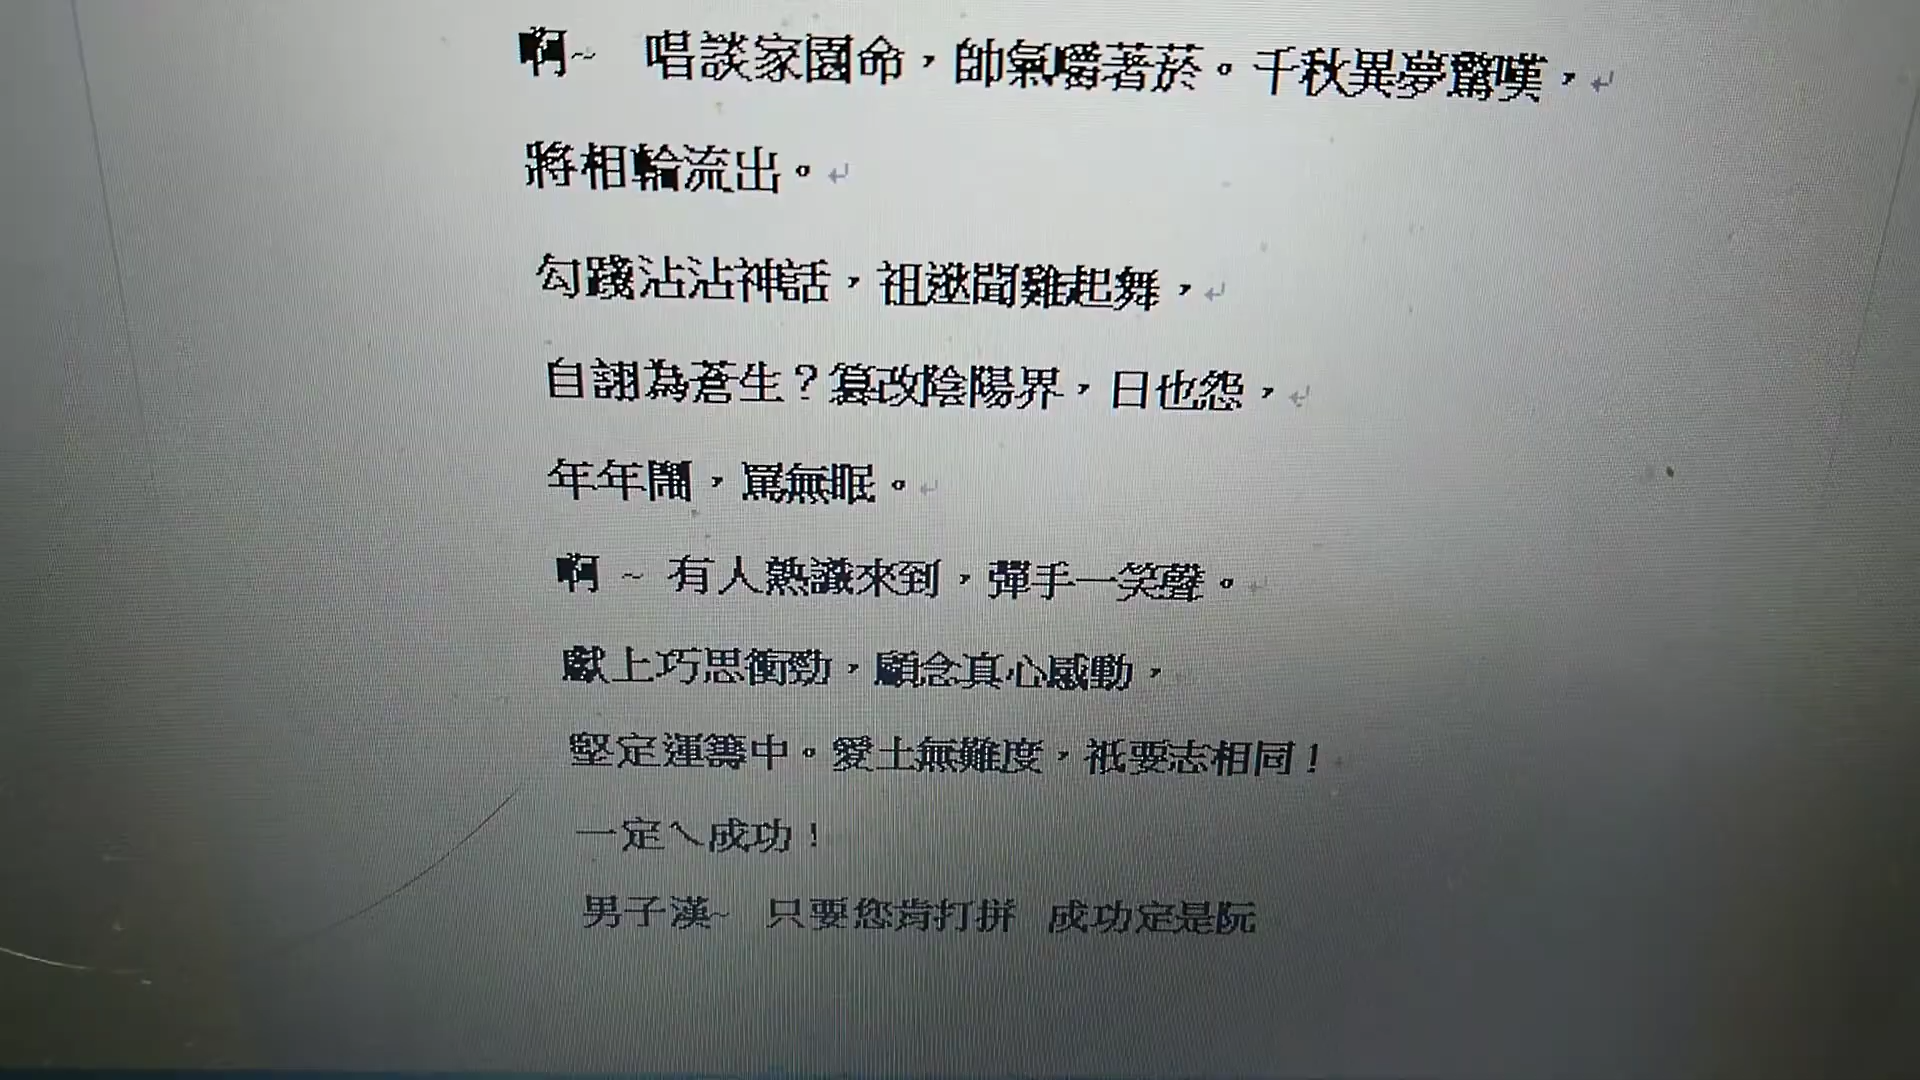 啊~ 唱談家園命，帥氣嚼著菸。千秋異夢驚嘆，
將相輪流出。
勾踐沾沾神話，祖逖聞雞起舞，
自詡為蒼生？篡改陰陽界，日也怨，
年年鬧，罵無眠。
啊 ~ 有人熟識來到，彈手一笑聲。
獻上巧思衝勁，顧念真心感動，
堅定運籌中。愛土無難度，祇要志相同！
一定ㄟ成功！
男子漢~ 只要您肯打拼 成功定是阮